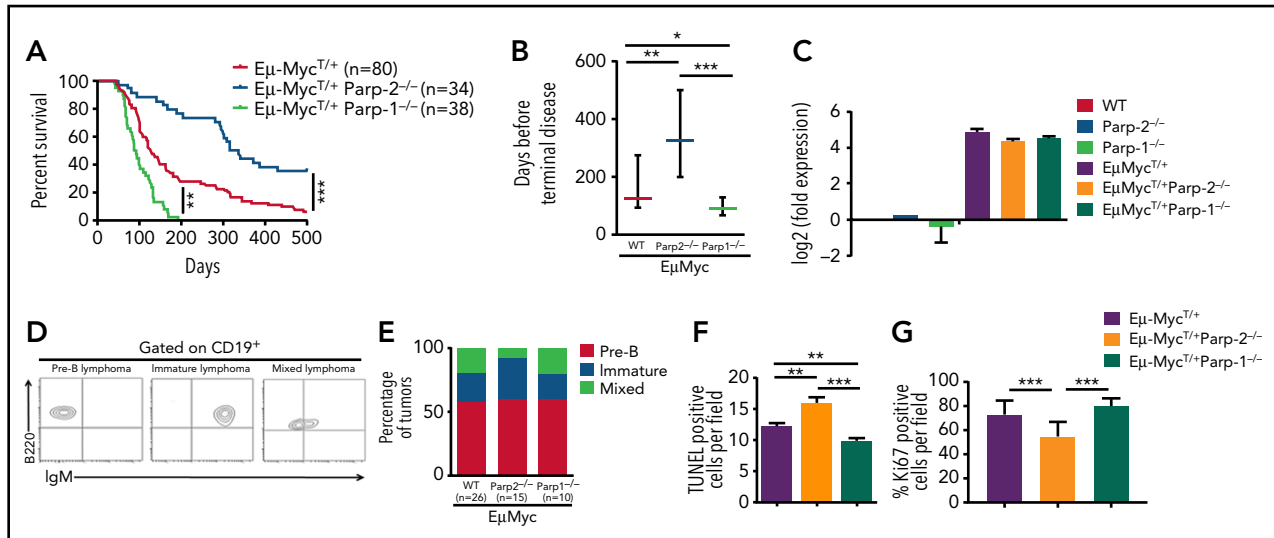 A
Eμ-Myc^T/+ (n=80)
Eμ-Myc^T/+ Parp-2^−/− (n=34)
Eμ-Myc^T/+ Parp-1^−/− (n=38)
Percent survival
100
80
60
40
20
0
**
***
0 100 200 300 400 500
Days
B
Days before
terminal disease
600
400
200
0
*
** ***
WT Parp2^−/− Parp1^−/−
EμMyc
C
log2 (fold expression)
6
4
2
0
−2
WT
Parp-2^−/−
Parp-1^−/−
EμMyc^T/+
EμMyc^T/+Parp-2^−/−
EμMyc^T/+Parp-1^−/−
D
Gated on CD19^+
Pre-B lymphoma Immature lymphoma Mixed lymphoma
B220
IgM
E
Percentage
of tumors
100
50
0
Pre-B
Immature
Mixed
WT Parp2^−/− Parp1^−/−
(n=26) (n=15) (n=10)
EμMyc
F
TUNEL positive
cells per field
20
15
10
5
0
**
** ***
G
% Ki67 positive
cells per field
100
80
60
40
20
0
*** ***
Eμ-Myc^T/+
Eμ-Myc^T/+Parp-2^−/−
Eμ-Myc^T/+Parp-1^−/−